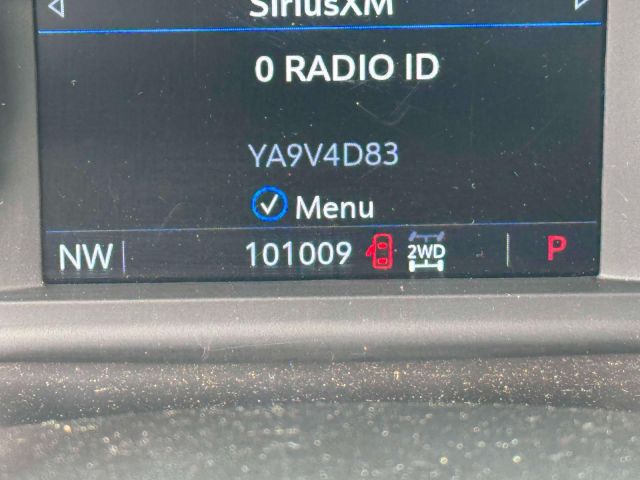 SiriusXM
0 RADIO ID
YA9V4D83
Menu
NW 101009 2WD P